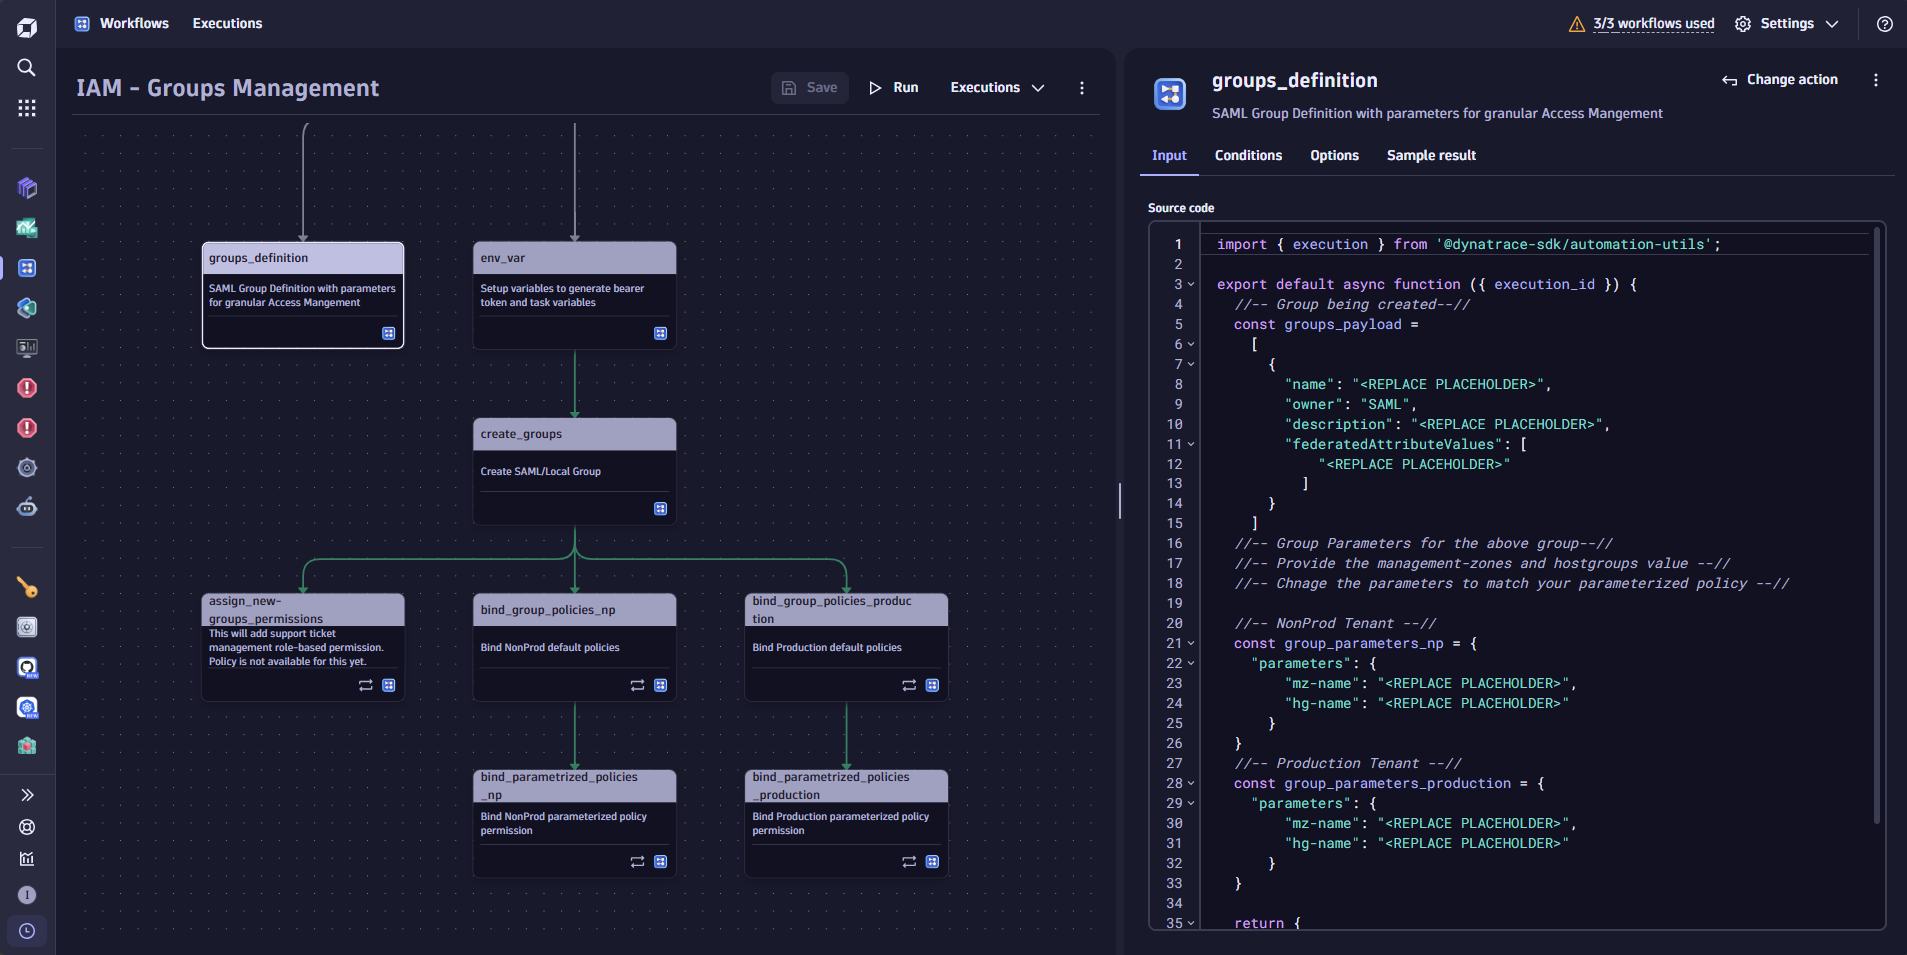 Workflows
Executions
3/3 workflows used
Settings
IAM - Groups Management
Save
Run
Executions
groups_definition
SAML Group Definition with parameters
for granular Access Mangement
env_var
Setup variables to generate bearer
token and task variables
create_groups
Create SAML/Local Group
assign_new-
groups_permissions
This will add support ticket
management role-based permission.
Policy is not available for this yet.
bind_group_policies_np
Bind NonProd default policies
bind_group_policies_produc
tion
Bind Production default policies
bind_parametrized_policies
_np
Bind NonProd parameterized policy
permission
bind_parametrized_policies
_production
Bind Production parameterized policy
permission
NEW
NEW
I
groups_definition
Change action
SAML Group Definition with parameters for granular Access Mangement
Input
Conditions
Options
Sample result
Source code
1 import { execution } from '@dynatrace-sdk/automation-utils';
2
3 export default async function ({ execution_id }) {
4 //-- Group being created--//
5 const groups_payload =
6 [
7 {
8 "name": "<REPLACE PLACEHOLDER>",
9 "owner": "SAML",
10 "description": "<REPLACE PLACEHOLDER>",
11 "federatedAttributeValues": [
12 "<REPLACE PLACEHOLDER>"
13 ]
14 }
15 ]
16 //-- Group Parameters for the above group--//
17 //-- Provide the management-zones and hostgroups value --//
18 //-- Chnage the parameters to match your parameterized policy --//
19
20 //-- NonProd Tenant --//
21 const group_parameters_np = {
22 "parameters": {
23 "mz-name": "<REPLACE PLACEHOLDER>",
24 "hg-name": "<REPLACE PLACEHOLDER>"
25 }
26 }
27 //-- Production Tenant --//
28 const group_parameters_production = {
29 "parameters": {
30 "mz-name": "<REPLACE PLACEHOLDER>",
31 "hg-name": "<REPLACE PLACEHOLDER>"
32 }
33 }
34
35 return {